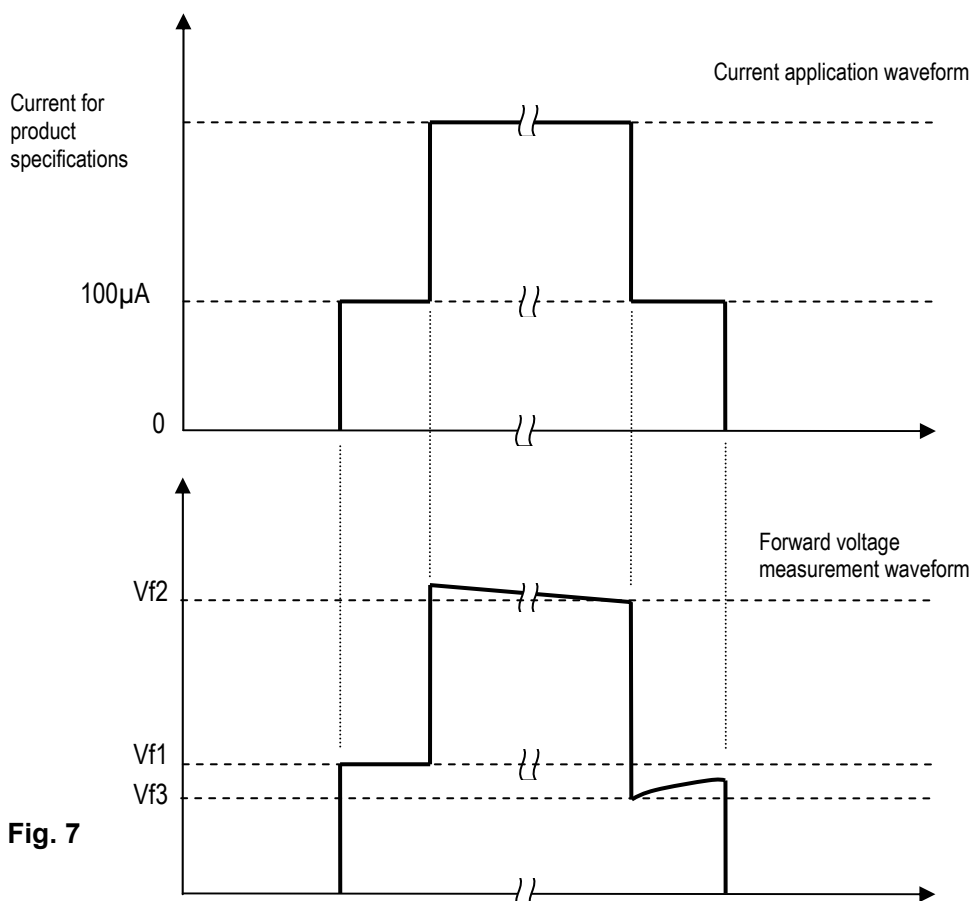 Current application waveform
Current for
product
specifications
100µA
0
Forward voltage
measurement waveform
Vf2
Vf1
Vf3
Fig. 7